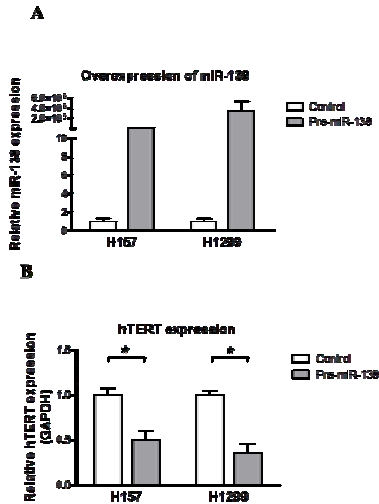 A
Overexpression of miR-138
Relative miR-138 expression
10
8
6
4
2
0
H157
H1299
Control
Pre-miR-138
B
hTERT expression
Relative hTERT expression
(GAPDH)
1.5
1.0
0.5
0.0
*
*
H157
H1299
Control
Pre-miR-138